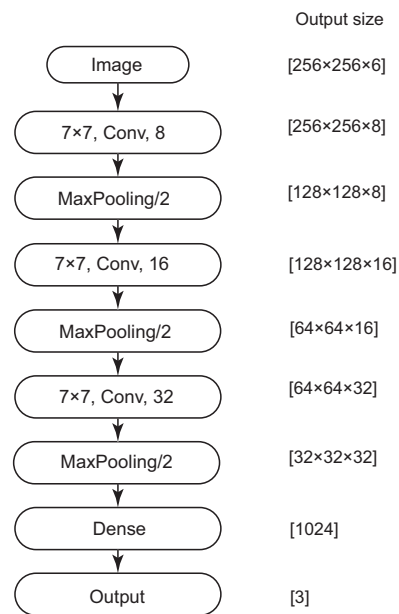 Output size
Image [256×256×6]
7×7, Conv, 8 [256×256×8]
MaxPooling/2 [128×128×8]
7×7, Conv, 16 [128×128×16]
MaxPooling/2 [64×64×16]
7×7, Conv, 32 [64×64×32]
MaxPooling/2 [32×32×32]
Dense [1024]
Output [3]